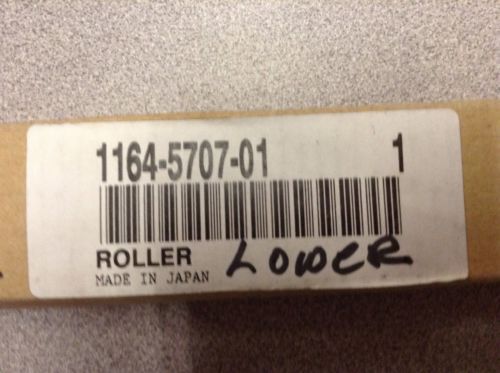 1164-5707-01 1
ROLLER LOWER
MADE IN JAPAN